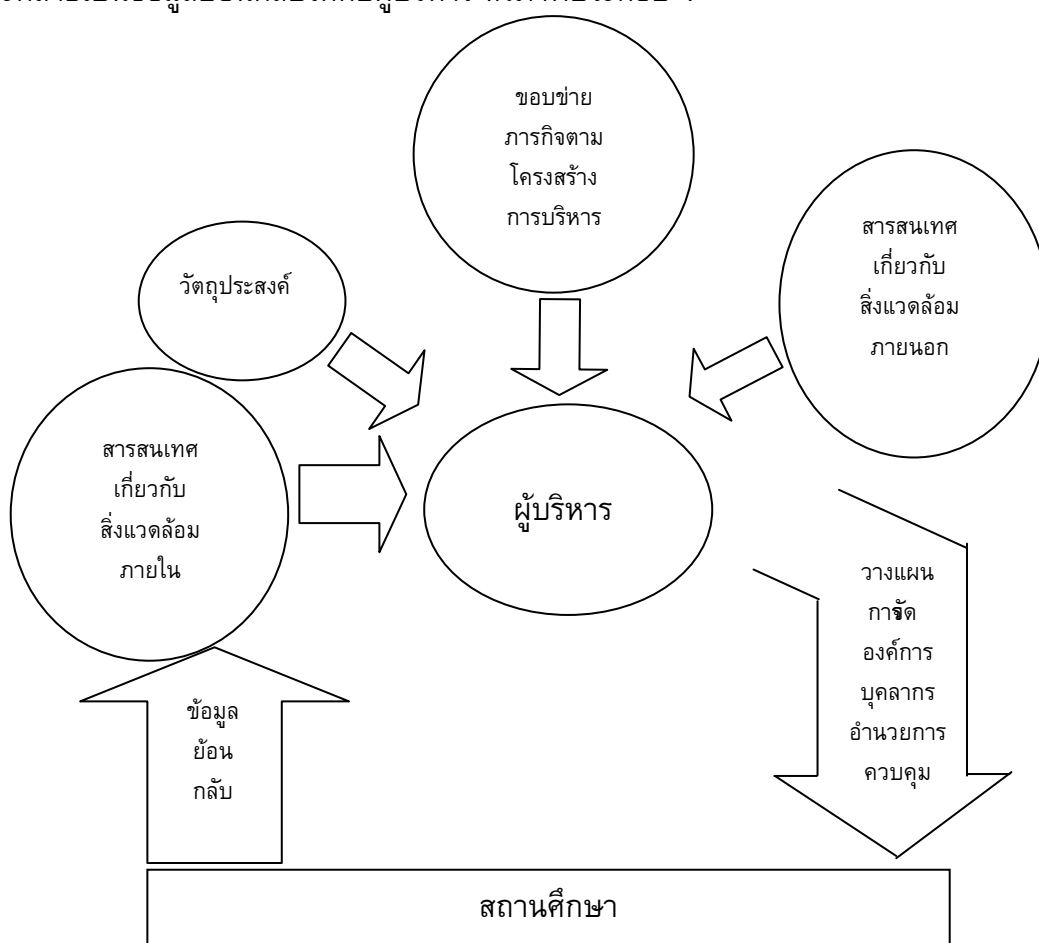 ขอบข่าย
ภารกิจตาม
โครงสร้าง
การบริหาร
สารสนเทศ
เกี่ยวกับ
สิ่งแวดล้อม
ภายนอก
วัตถุประสงค์
สารสนเทศ
เกี่ยวกับ
สิ่งแวดล้อม
ภายใน
ผู้บริหาร
วางแผน
การจัด
องค์การ
บุคลากร
อำนวยการ
ควบคุม
ข้อมูล
ย้อน
กลับ
สถานศึกษา